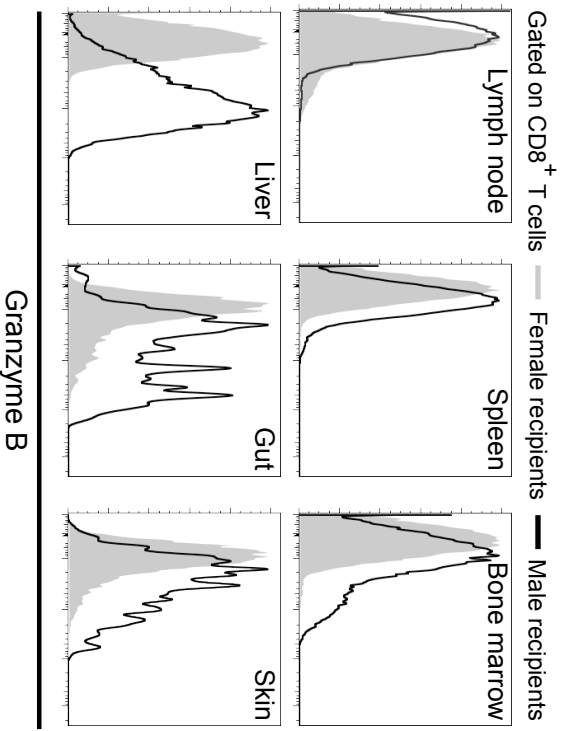 Gated on CD8+ T cells Female recipients Male recipients
Lymph node
Spleen
Bone marrow
Liver
Gut
Skin
Granzyme B